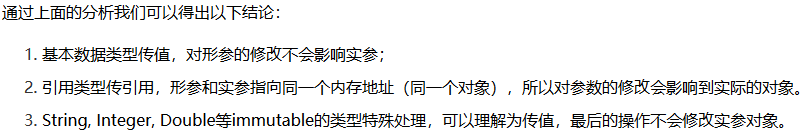 通过上面的分析我们可以得出以下结论：
1. 基本数据类型传值，对形参的修改不会影响实参；
2. 引用类型传引用，形参和实参指向同一个内存地址（同一个对象），所以对参数的修改会影响到实际的对象。
3. String, Integer, Double等immutable的类型特殊处理，可以理解为传值，最后的操作不会修改实参对象。